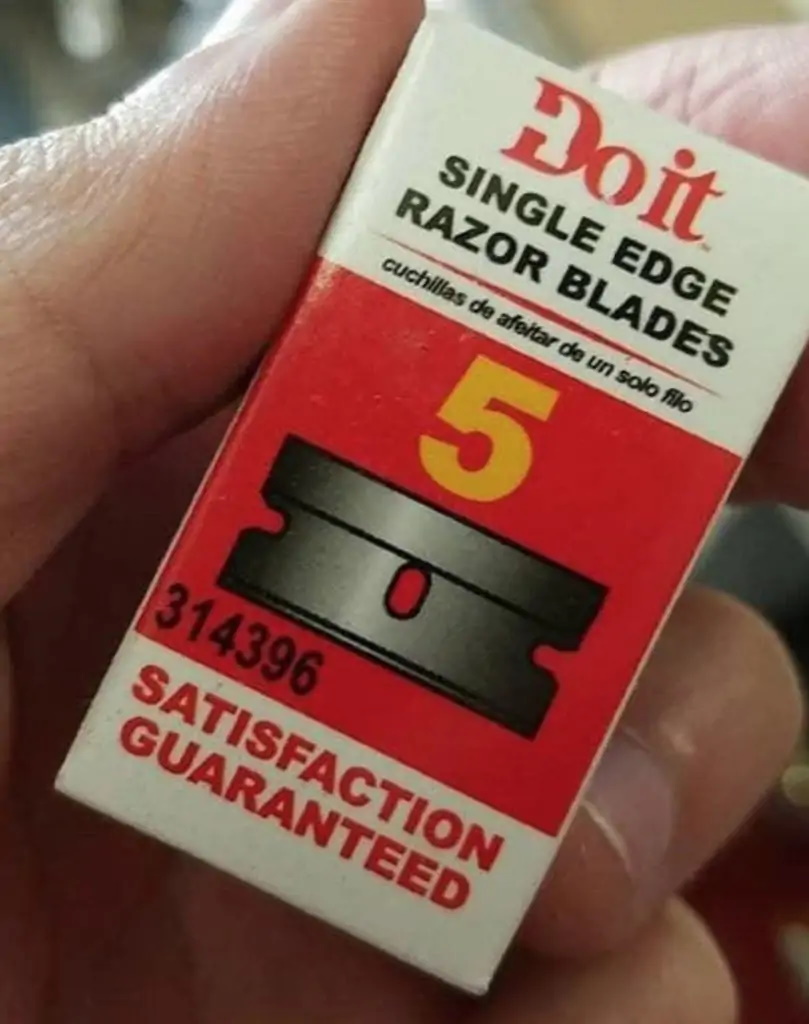 Do it
SINGLE EDGE
RAZOR BLADES
cuchillas de afeitar de un solo filo
5
314396
SATISFACTION
GUARANTEED